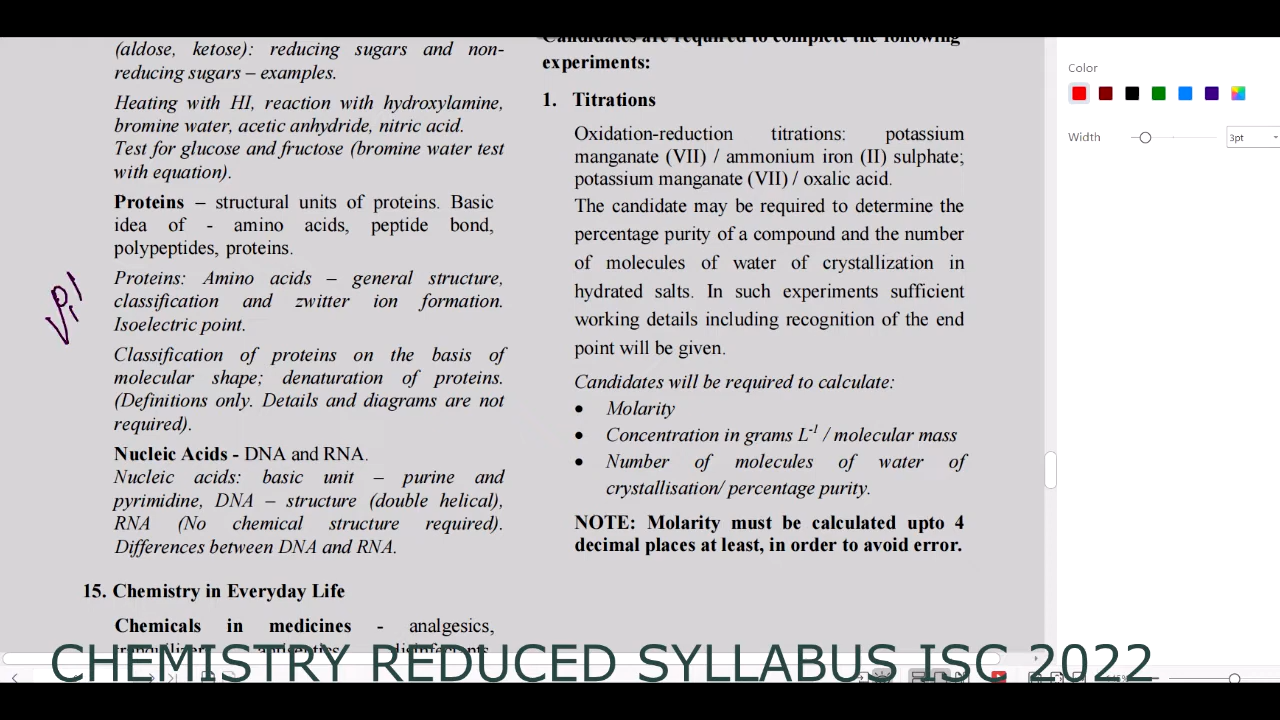 (aldose, ketose): reducing sugars and non-
reducing sugars – examples.
Heating with HI, reaction with hydroxylamine,
bromine water, acetic anhydride, nitric acid.
Test for glucose and fructose (bromine water test
with equation).
Proteins – structural units of proteins. Basic
idea of - amino acids, peptide bond,
polypeptides, proteins.
Proteins: Amino acids – general structure,
classification and zwitter ion formation.
Isoelectric point.
Classification of proteins on the basis of
molecular shape; denaturation of proteins.
(Definitions only. Details and diagrams are not
required).
Nucleic Acids - DNA and RNA.
Nucleic acids: basic unit – purine and
pyrimidine, DNA – structure (double helical),
RNA (No chemical structure required).
Differences between DNA and RNA.
15. Chemistry in Everyday Life
Chemicals in medicines - analgesics,
Candidates are required to complete the following
experiments:
1. Titrations
Oxidation-reduction titrations: potassium
manganate (VII) / ammonium iron (II) sulphate;
potassium manganate (VII) / oxalic acid.
The candidate may be required to determine the
percentage purity of a compound and the number
of molecules of water of crystallization in
hydrated salts. In such experiments sufficient
working details including recognition of the end
point will be given.
Candidates will be required to calculate:
• Molarity
• Concentration in grams L⁻¹ / molecular mass
• Number of molecules of water of
crystallisation/ percentage purity.
NOTE: Molarity must be calculated upto 4
decimal places at least, in order to avoid error.
Color
Width
3pt
CHEMISTRY REDUCED SYLLABUS ISC 2022